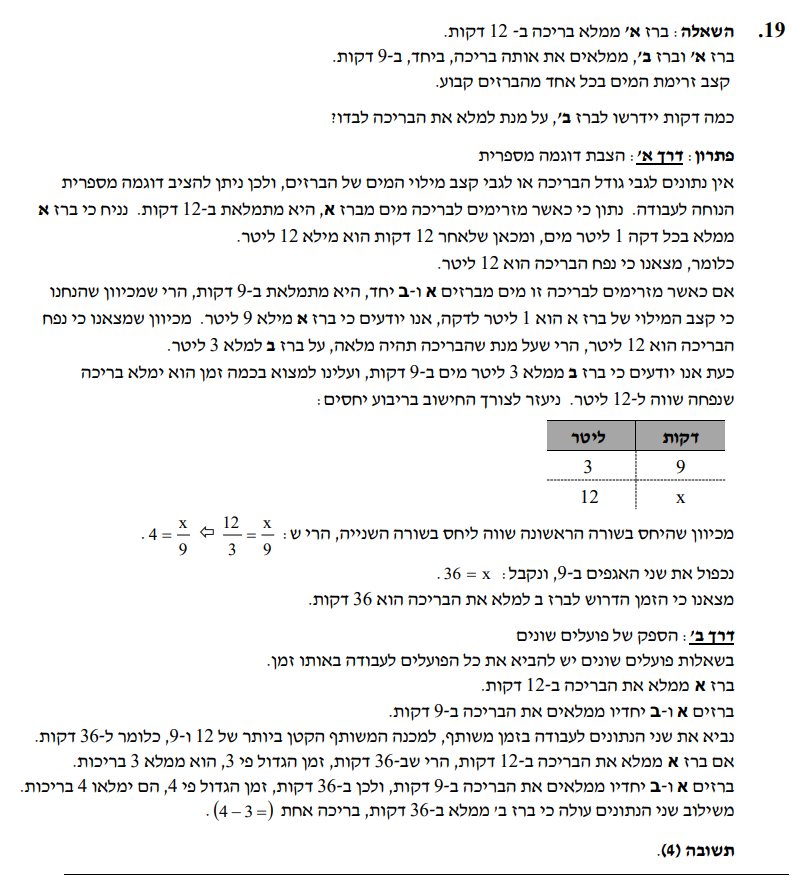 19. השאלה: ברז א׳ ממלא בריכה ב- 12 דקות.
ברז א׳ וברז ב׳, ממלאים את אותה בריכה, ביחד, ב-9 דקות.
קצב זרימת המים בכל אחד מהברזים קבוע.
כמה דקות יידרשו לברז ב׳, על מנת למלא את הבריכה לבדו?
פתרון: דרך א׳: הצבת דוגמה מספרית
אין נתונים לגבי גודל הבריכה או לגבי קצב מילוי המים של הברזים, ולכן ניתן להציב דוגמה מספרית
הנוחה לעבודה. נתון כי כאשר מזרימים לבריכה מים מברז א, היא מתמלאת ב-12 דקות. נניח כי ברז א
ממלא בכל דקה 1 ליטר מים, ומכאן שלאחר 12 דקות הוא מילא 12 ליטר.
כלומר, מצאנו כי נפח הבריכה הוא 12 ליטר.
אם כאשר מזרימים לבריכה זו מים מברזים א ו-ב יחד, היא מתמלאת ב-9 דקות, הרי שמכיוון שהנחנו
כי קצב המילוי של ברז א הוא 1 ליטר לדקה, אנו יודעים כי ברז א מילא 9 ליטר. מכיוון שמצאנו כי נפח
הבריכה הוא 12 ליטר, הרי שעל מנת שהבריכה תהיה מלאה, על ברז ב למלא 3 ליטר.
כעת אנו יודעים כי ברז ב ממלא 3 ליטר מים ב-9 דקות, ועלינו למצוא בכמה זמן הוא ימלא בריכה
שנפחה שווה ל-12 ליטר. ניעזר לצורך החישוב בריבוע יחסים:
דקות ליטר
9 3
x 12
מכיוון שהיחס בשורה הראשונה שווה ליחס בשורה השנייה, הרי ש: 12/3 = x/9 ⇦ 4 = x/9.
נכפול את שני האגפים ב-9, ונקבל: 36 = x.
מצאנו כי הזמן הדרוש לברז ב למלא את הבריכה הוא 36 דקות.
דרך ב׳: הספק של פועלים שונים
בשאלות פועלים שונים יש להביא את כל הפועלים לעבודה באותו זמן.
ברז א ממלא את הבריכה ב-12 דקות.
ברזים א ו-ב יחדיו ממלאים את הבריכה ב-9 דקות.
נביא את שני הנתונים לעבודה בזמן משותף, למכנה המשותף הקטן ביותר של 12 ו-9, כלומר ל-36 דקות.
אם ברז א ממלא את הבריכה ב-12 דקות, הרי שב-36 דקות, זמן הגדול פי 3, הוא ממלא 3 בריכות.
ברזים א ו-ב יחדיו ממלאים את הבריכה ב-9 דקות, ולכן ב-36 דקות, זמן הגדול פי 4, הם ימלאו 4 בריכות.
משילוב שני הנתונים עולה כי ברז ב׳ ממלא ב-36 דקות, בריכה אחת (4 – 3 =).
תשובה (4).